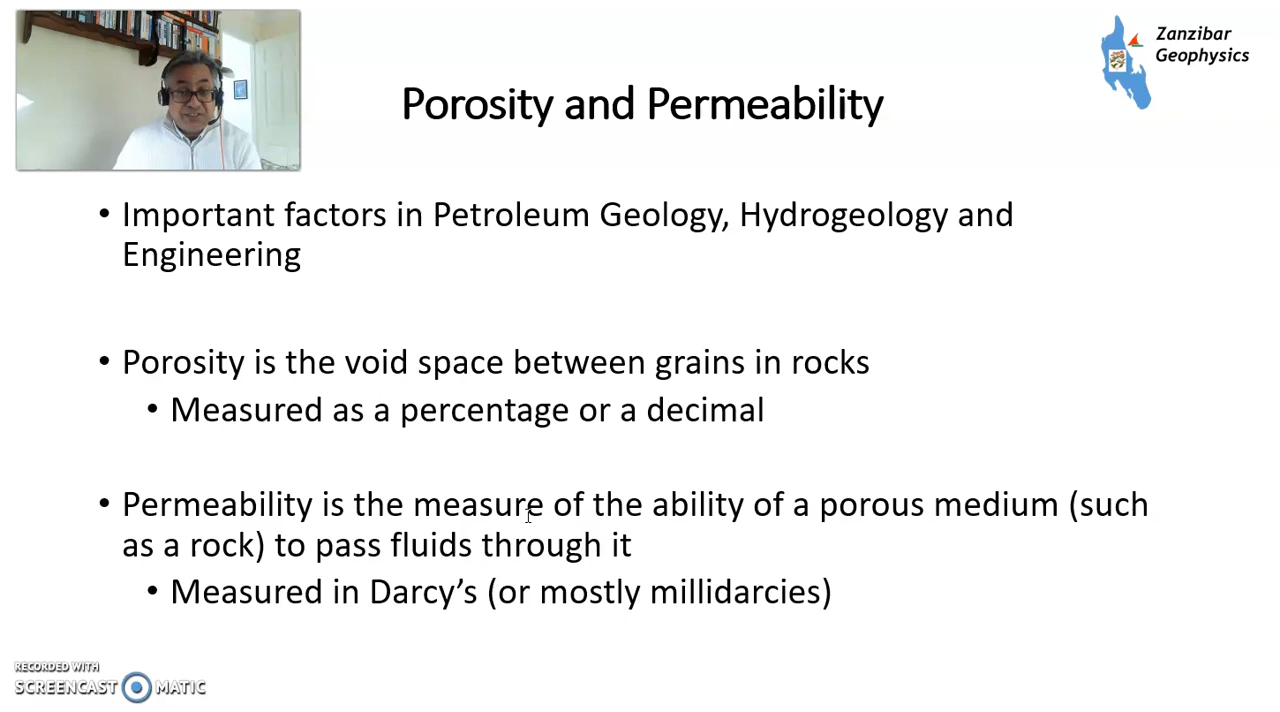 Zanzibar
Geophysics
Porosity and Permeability
• Important factors in Petroleum Geology, Hydrogeology and
Engineering
• Porosity is the void space between grains in rocks
• Measured as a percentage or a decimal
• Permeability is the measure of the ability of a porous medium (such
as a rock) to pass fluids through it
• Measured in Darcy’s (or mostly millidarcies)
RECORDED WITH
SCREENCAST MATIC